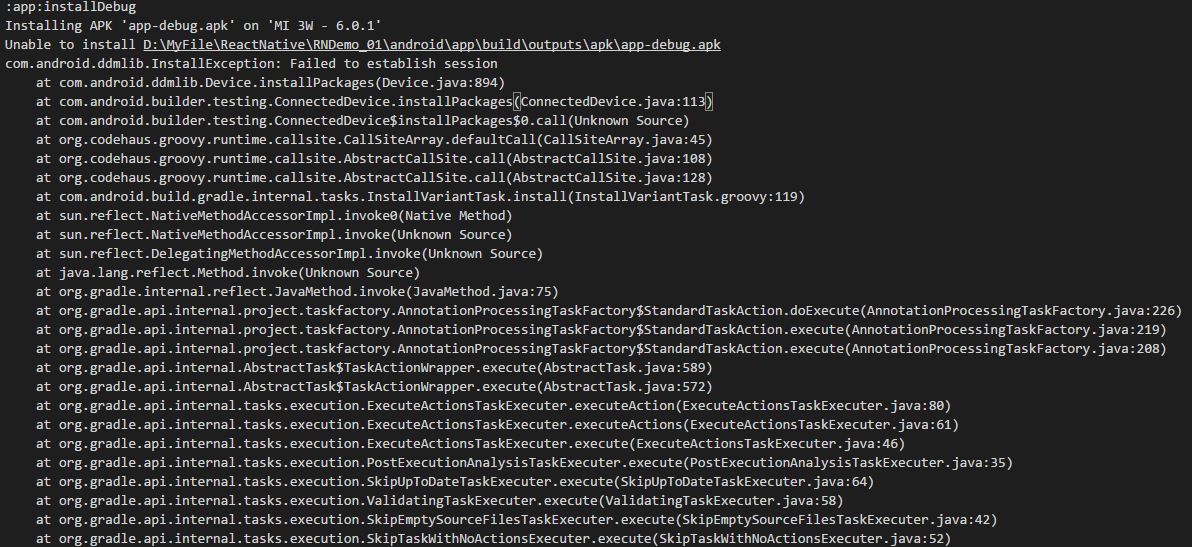 :app:installDebug
Installing APK 'app-debug.apk' on 'MI 3W - 6.0.1'
Unable to install D:\MyFile\ReactNative\RNDemo_01\android\app\build\outputs\apk\app-debug.apk
com.android.ddmlib.InstallException: Failed to establish session
    at com.android.ddmlib.Device.installPackages(Device.java:894)
    at com.android.builder.testing.ConnectedDevice.installPackages(ConnectedDevice.java:113)
    at com.android.builder.testing.ConnectedDevice$installPackages$0.call(Unknown Source)
    at org.codehaus.groovy.runtime.callsite.CallSiteArray.defaultCall(CallSiteArray.java:45)
    at org.codehaus.groovy.runtime.callsite.AbstractCallSite.call(AbstractCallSite.java:108)
    at org.codehaus.groovy.runtime.callsite.AbstractCallSite.call(AbstractCallSite.java:128)
    at com.android.build.gradle.internal.tasks.InstallVariantTask.install(InstallVariantTask.groovy:119)
    at sun.reflect.NativeMethodAccessorImpl.invoke0(Native Method)
    at sun.reflect.NativeMethodAccessorImpl.invoke(Unknown Source)
    at sun.reflect.DelegatingMethodAccessorImpl.invoke(Unknown Source)
    at java.lang.reflect.Method.invoke(Unknown Source)
    at org.gradle.internal.reflect.JavaMethod.invoke(JavaMethod.java:75)
    at org.gradle.api.internal.project.taskfactory.AnnotationProcessingTaskFactory$StandardTaskAction.doExecute(AnnotationProcessingTaskFactory.java:226)
    at org.gradle.api.internal.project.taskfactory.AnnotationProcessingTaskFactory$StandardTaskAction.execute(AnnotationProcessingTaskFactory.java:219)
    at org.gradle.api.internal.project.taskfactory.AnnotationProcessingTaskFactory$StandardTaskAction.execute(AnnotationProcessingTaskFactory.java:208)
    at org.gradle.api.internal.AbstractTask$TaskActionWrapper.execute(AbstractTask.java:589)
    at org.gradle.api.internal.AbstractTask$TaskActionWrapper.execute(AbstractTask.java:572)
    at org.gradle.api.internal.tasks.execution.ExecuteActionsTaskExecuter.executeAction(ExecuteActionsTaskExecuter.java:80)
    at org.gradle.api.internal.tasks.execution.ExecuteActionsTaskExecuter.executeActions(ExecuteActionsTaskExecuter.java:61)
    at org.gradle.api.internal.tasks.execution.ExecuteActionsTaskExecuter.execute(ExecuteActionsTaskExecuter.java:46)
    at org.gradle.api.internal.tasks.execution.PostExecutionAnalysisTaskExecuter.execute(PostExecutionAnalysisTaskExecuter.java:35)
    at org.gradle.api.internal.tasks.execution.SkipUpToDateTaskExecuter.execute(SkipUpToDateTaskExecuter.java:64)
    at org.gradle.api.internal.tasks.execution.ValidatingTaskExecuter.execute(ValidatingTaskExecuter.java:58)
    at org.gradle.api.internal.tasks.execution.SkipEmptySourceFilesTaskExecuter.execute(SkipEmptySourceFilesTaskExecuter.java:42)
    at org.gradle.api.internal.tasks.execution.SkipTaskWithNoActionsExecuter.execute(SkipTaskWithNoActionsExecuter.java:52)